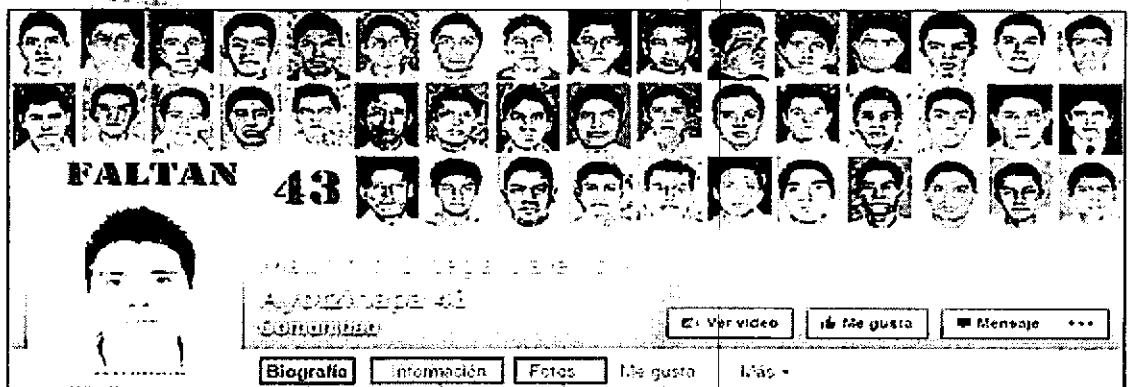 FALTAN 43
Ayotzinapa 43
Comunidad
Ver video Me gusta Mensaje •••
Biografía Información Fotos Me gusta Más